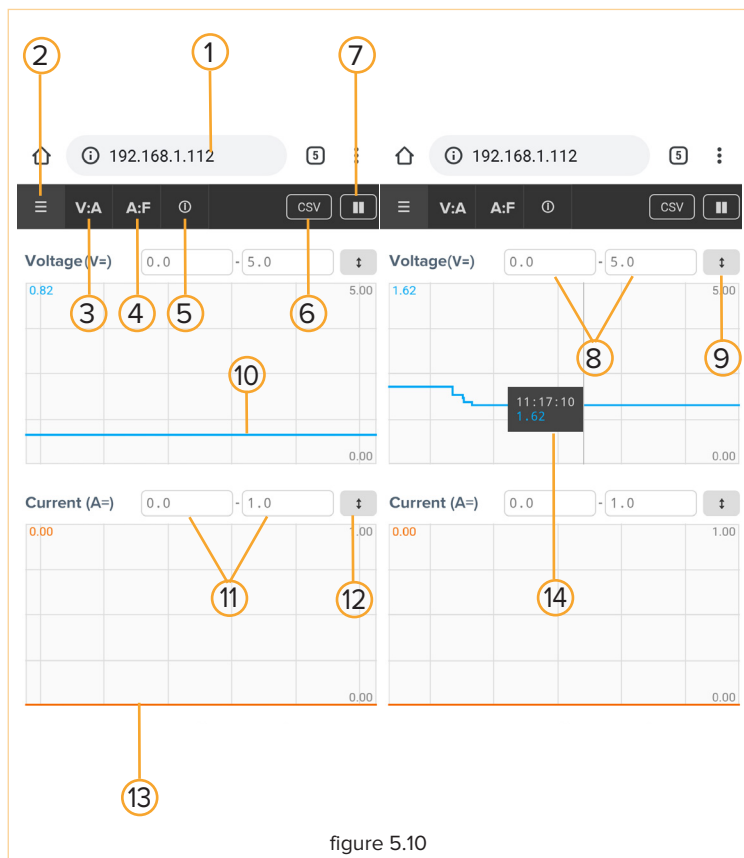 2 1 7
192.168.1.112 5 192.168.1.112 5
V:A A:F CSV V:A A:F CSV
Voltage(V=) 0.0 - 5.0 Voltage(V=) 0.0 - 5.0
0.82 5.00 1.62 5.00
3 4 5 6 8 9
10
11:17:10
1.62
0.00 0.00
Current (A=) 0.0 - 1.0 Current (A=) 0.0 - 1.0
0.00 1.00 0.00 1.00
11 12 14
0.00 0.00
13
figure 5.10